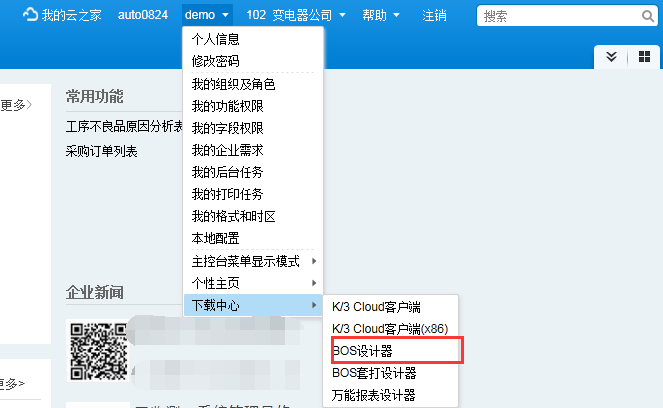 我的云之家 auto0824 demo 102 变电器公司 帮助 注销 搜索
个人信息
修改密码
我的组织及角色
我的功能权限
我的字段权限
我的企业需求
我的后台任务
我的打印任务
我的格式和时区
本地配置
主控台菜单显示模式
个性主页
下载中心
K/3 Cloud客户端
K/3 Cloud客户端(x86)
BOS设计器
BOS套打设计器
万能报表设计器
更多>
常用功能
工序不良品原因分析表
采购订单列表
企业新闻
更多>